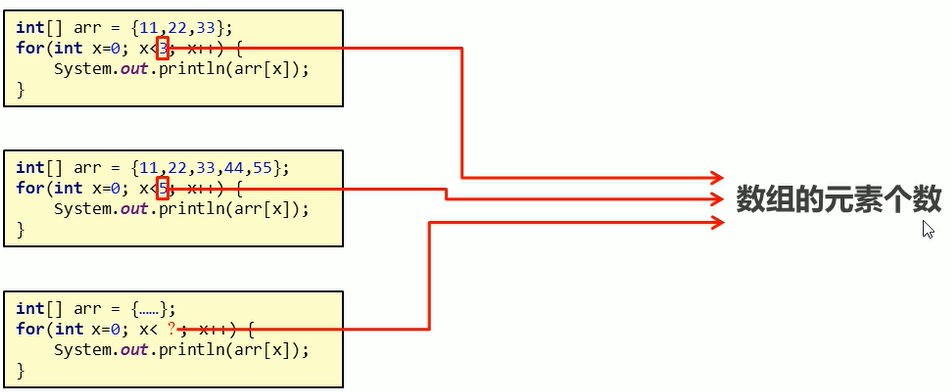 int[] arr = {11,22,33};
for(int x=0; x<3; x++) {
    System.out.println(arr[x]);
}
int[] arr = {11,22,33,44,55};
for(int x=0; x<5; x++) {
    System.out.println(arr[x]);
}
数组的元素个数
int[] arr = {……};
for(int x=0; x< ?; x++) {
    System.out.println(arr[x]);
}